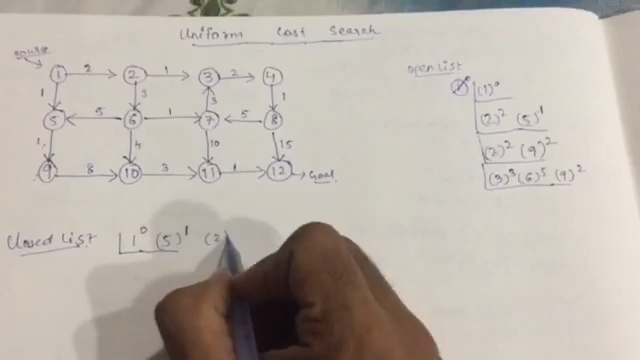 Uniform Cost Search
source
1 2 2 1 3 2 4
1 3 3 1
5 5 6 1 7 5 8
1 4 10 15
9 8 10 3 11 1 12 Goal
open List
1⁰ (1)⁰
(2)² (5)¹
(2)² (9)²
(3)³ (6)⁵ (9)²
Closed List 1⁰ (5)¹ (2)